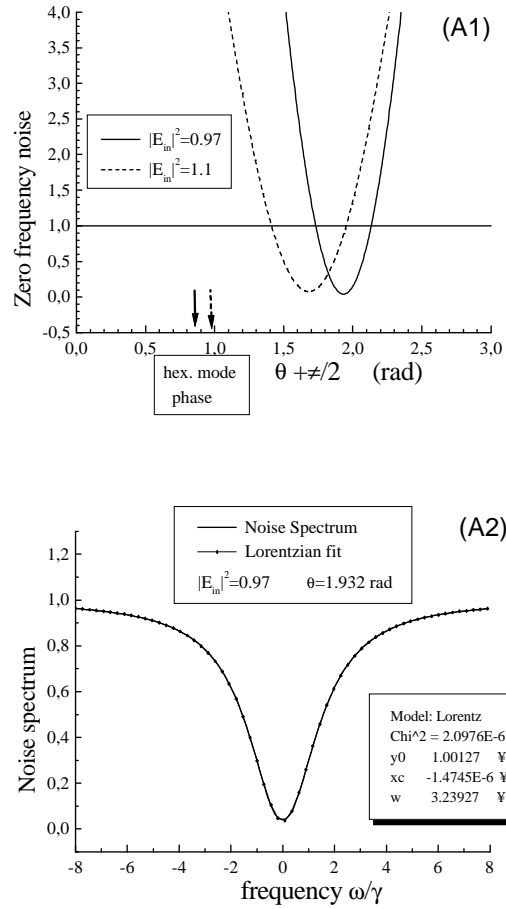 (A1)
4,0
3,5
3,0
2,5
2,0
1,5
1,0
0,5
0,0
-0,5
Zero frequency noise
|E_in|²=0.97
|E_in|²=1.1
0,0
0,5
1,0
1,5
2,0
2,5
3,0
hex. mode
phase
θ +≠/2 (rad)
(A2)
Noise Spectrum
Lorentzian fit
|E_in|²=0.97 θ=1.932 rad
1,2
1,0
0,8
0,6
0,4
0,2
0,0
Noise spectrum
Model: Lorentz
Chi^2 = 2.0976E-6
y0 1.00127 ¥
xc -1.4745E-6 ¥
w 3.23927 ¥
-8
-6
-4
-2
0
2
4
6
8
frequency ω/γ